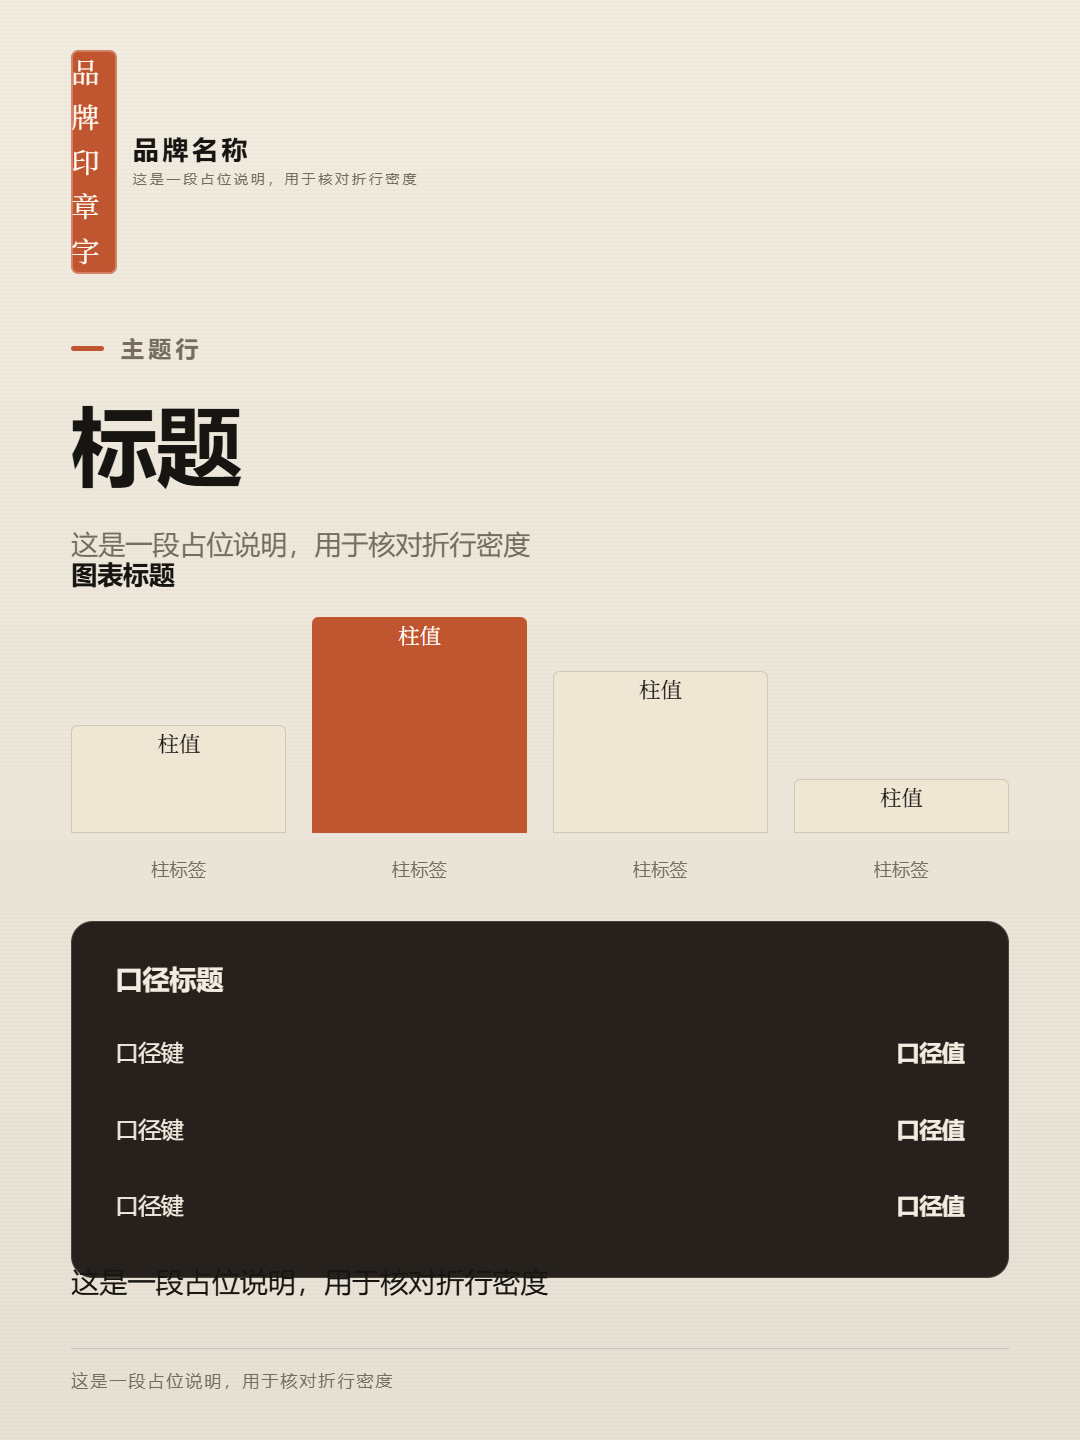 品
牌
印
章
字
品牌名称
这是一段占位说明，用于核对折行密度
主题行
标题
这是一段占位说明，用于核对折行密度
图表标题
柱值
柱值
柱值
柱值
柱标签
柱标签
柱标签
柱标签
口径标题
口径键
口径值
口径键
口径值
口径键
口径值
这是一段占位说明，用于核对折行密度
这是一段占位说明，用于核对折行密度